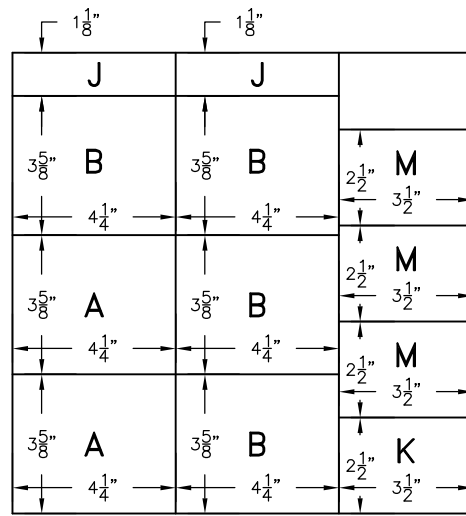 1 1/8" 1 1/8"
J J
3 5/8" B 3 5/8" B 2 1/2" M
4 1/4" 4 1/4" 3 1/2"
2 1/2" M
3 5/8" A 3 5/8" B 3 1/2"
4 1/4" 4 1/4" 2 1/2" M
3 1/2"
3 5/8" A 3 5/8" B 2 1/2" K
4 1/4" 4 1/4" 3 1/2"